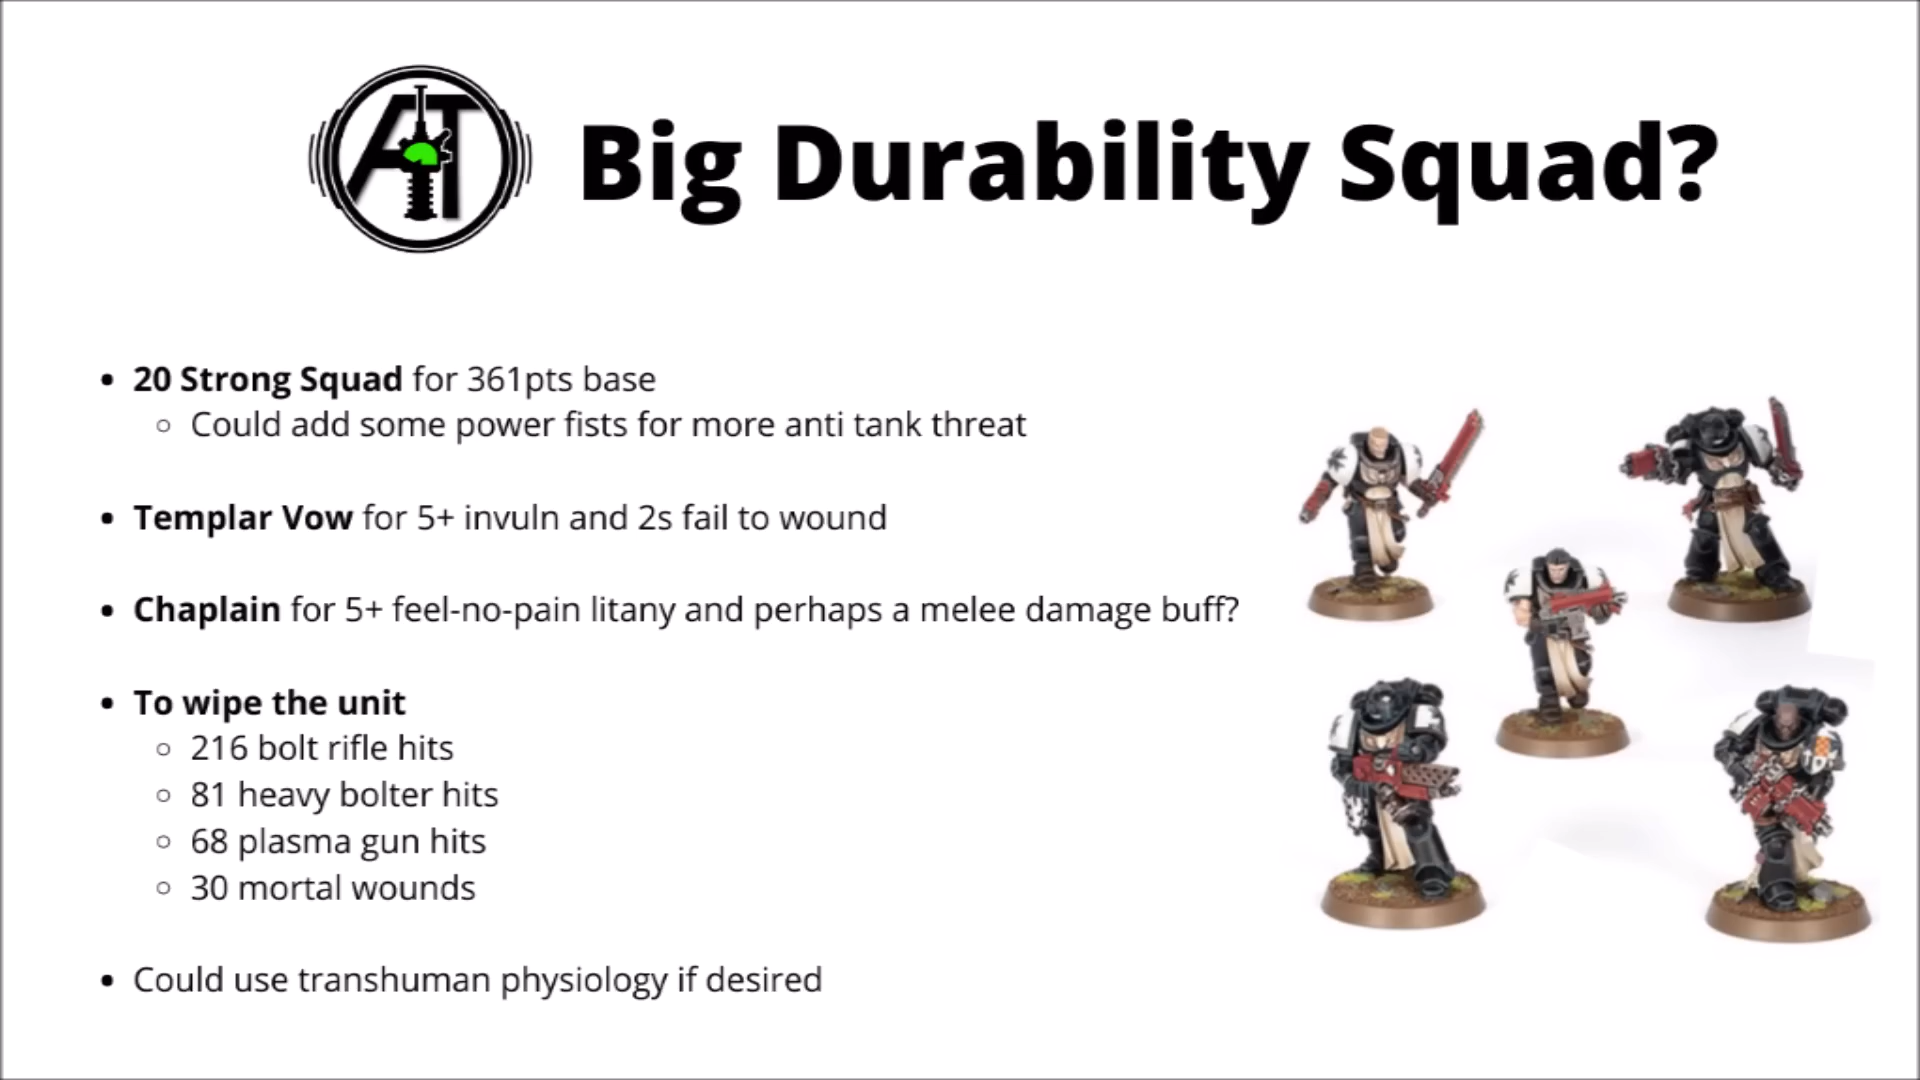 AT
Big Durability Squad?
• 20 Strong Squad for 361pts base
○ Could add some power fists for more anti tank threat
• Templar Vow for 5+ invuln and 2s fail to wound
• Chaplain for 5+ feel-no-pain litany and perhaps a melee damage buff?
• To wipe the unit
○ 216 bolt rifle hits
○ 81 heavy bolter hits
○ 68 plasma gun hits
○ 30 mortal wounds
• Could use transhuman physiology if desired